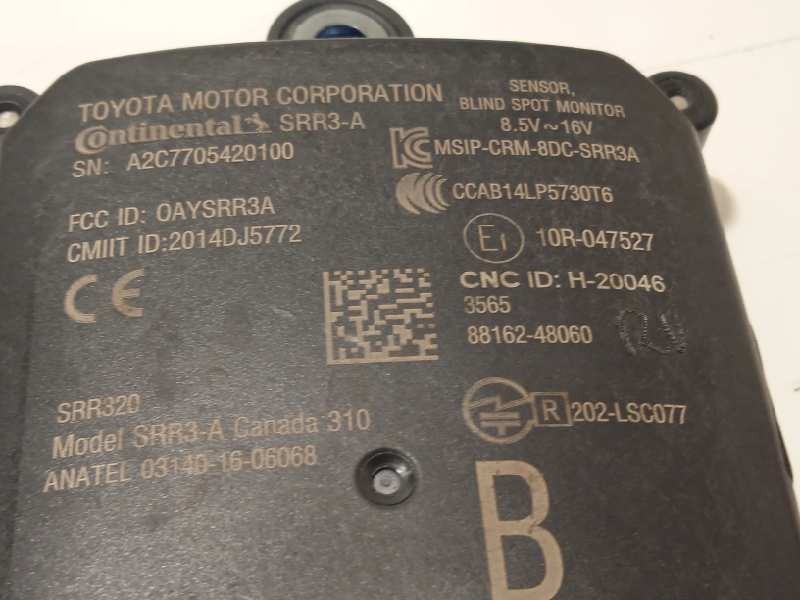 TOYOTA MOTOR CORPORATION
Continental SRR3-A
SN: A2C7705420100
SENSOR,
BLIND SPOT MONITOR
8.5V~16V
MSIP-CRM-8DC-SRR3A
CCAB14LP5730T6
FCC ID: OAYSRR3A
CMIIT ID:2014DJ5772
E1 10R-047527
CE
CNC ID: H-20046
3565
88162-48060
SRR320
Model SRR3-A Canada 310
ANATEL 03140-16-06068
R 202-LSC077
B